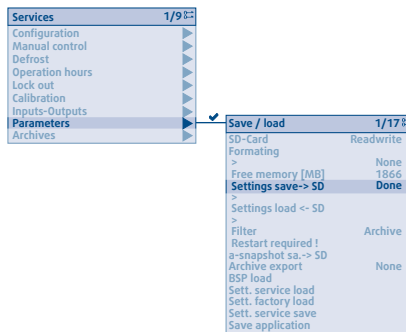 Services 1/9
Configuration
Manual control
Defrost
Operation hours
Lock out
Calibration
Inputs-Outputs
Parameters
Archives
Save / load 1/17
SD-Card Readwrite
Formating
> None
Free memory [MB] 1866
Settings save-> SD Done
>
Settings load <- SD
>
Filter Archive
Restart required !
a-snapshot sa.-> SD
Archive export None
BSP load
Sett. service load
Sett. factory load
Sett. service save
Save application